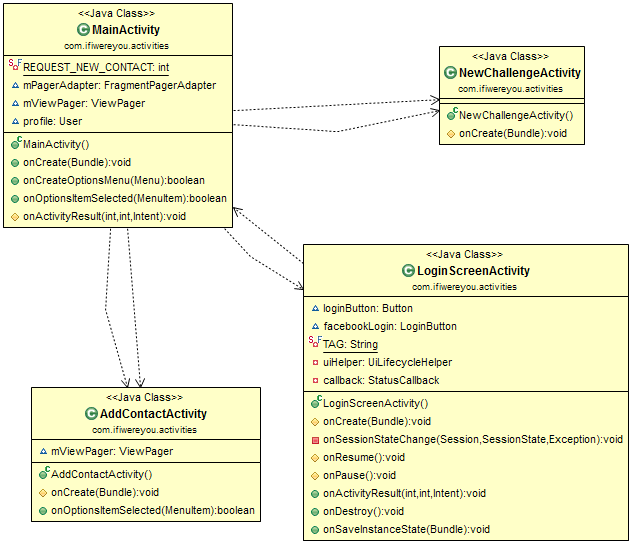 <<Java Class>>
MainActivity
com.ifiwereyou.activities
REQUEST_NEW_CONTACT: int
mPagerAdapter: FragmentPagerAdapter
mViewPager: ViewPager
profile: User
MainActivity()
onCreate(Bundle):void
onCreateOptionsMenu(Menu):boolean
onOptionsItemSelected(MenuItem):boolean
onActivityResult(int,int,Intent):void
<<Java Class>>
NewChallengeActivity
com.ifiwereyou.activities
NewChallengeActivity()
onCreate(Bundle):void
<<Java Class>>
LoginScreenActivity
com.ifiwereyou.activities
loginButton: Button
facebookLogin: LoginButton
TAG: String
uiHelper: UiLifecycleHelper
callback: StatusCallback
LoginScreenActivity()
onCreate(Bundle):void
onSessionStateChange(Session,SessionState,Exception):void
onResume():void
onPause():void
onActivityResult(int,int,Intent):void
onDestroy():void
onSaveInstanceState(Bundle):void
<<Java Class>>
AddContactActivity
com.ifiwereyou.activities
mViewPager: ViewPager
AddContactActivity()
onCreate(Bundle):void
onOptionsItemSelected(MenuItem):boolean